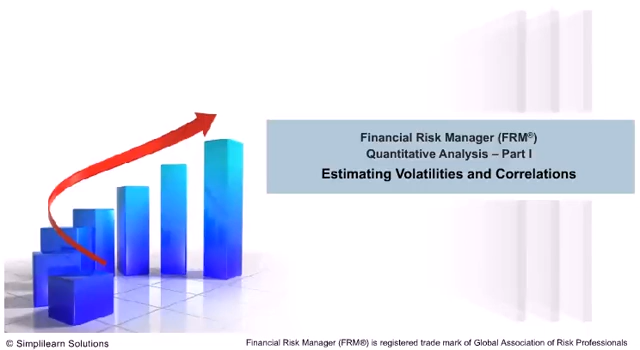 Financial Risk Manager (FRM®)
Quantitative Analysis – Part I
Estimating Volatilities and Correlations
© Simplilearn Solutions
Financial Risk Manager (FRM®) is registered trade mark of Global Association of Risk Professionals